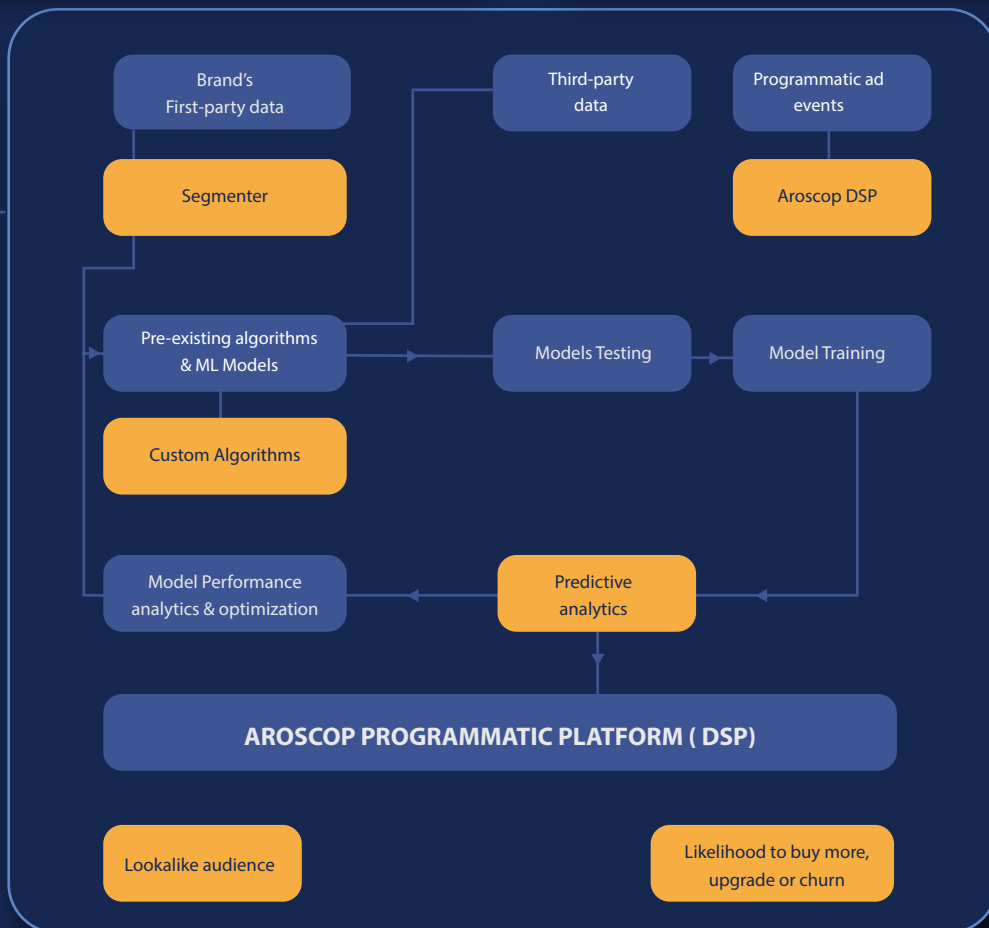 Brand’s
First-party data
Third-party
data
Programmatic ad
events
Segmenter
Aroscop DSP
Pre-existing algorithms
& ML Models
Models Testing
Model Training
Custom Algorithms
Model Performance
analytics & optimization
Predictive
analytics
AROSCOP PROGRAMMATIC PLATFORM ( DSP)
Lookalike audience
Likelihood to buy more,
upgrade or churn